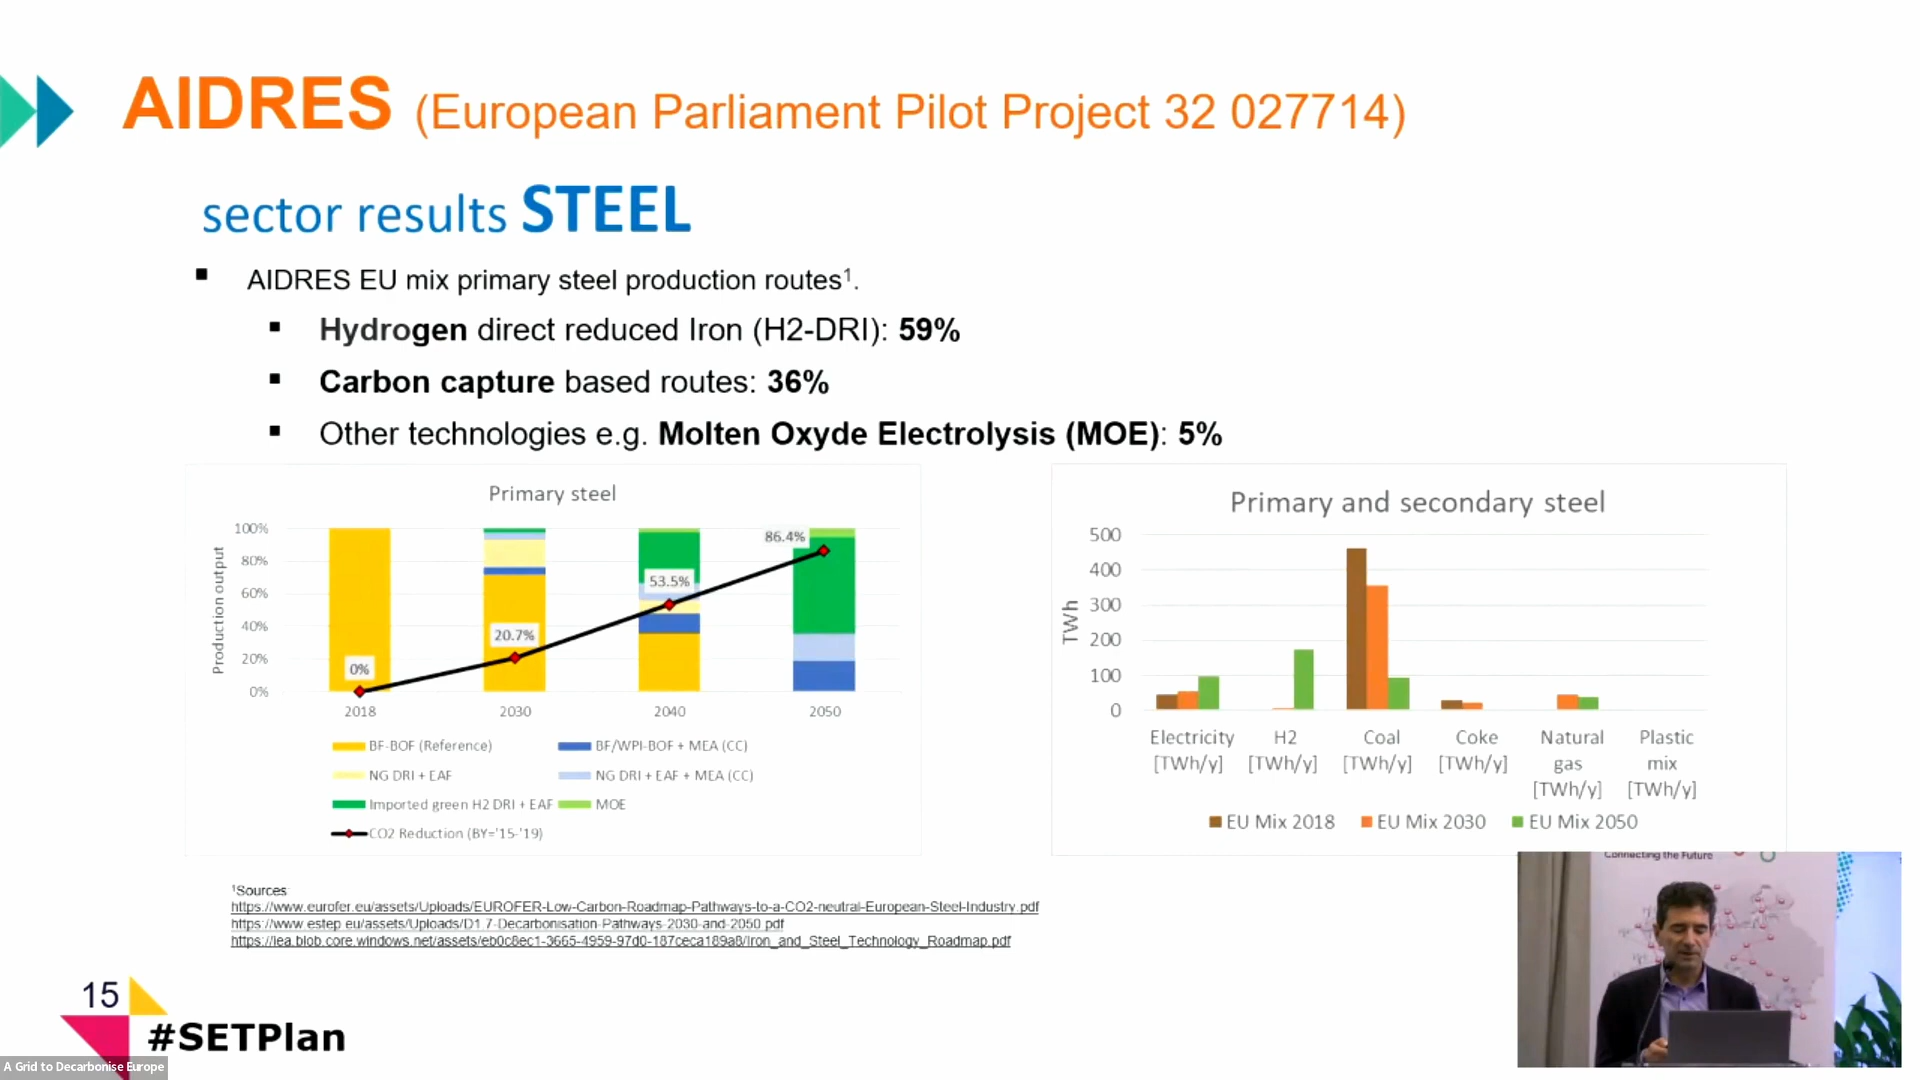 AIDRES (European Parliament Pilot Project 32 027714)
sector results STEEL
▪ AIDRES EU mix primary steel production routes¹.
▪ Hydrogen direct reduced Iron (H2-DRI): 59%
▪ Carbon capture based routes: 36%
▪ Other technologies e.g. Molten Oxyde Electrolysis (MOE): 5%
Primary steel
Production output
100%
80%
60%
40%
20%
0%
0%
20.7%
53.5%
86.4%
2018 2030 2040 2050
BF-BOF (Reference) BF/WPI-BOF + MEA (CC)
NG DRI + EAF NG DRI + EAF + MEA (CC)
Imported green H2 DRI + EAF MOE
CO2 Reduction (BY='15-'19)
Primary and secondary steel
TWh
500
400
300
200
100
0
Electricity [TWh/y]
H2 [TWh/y]
Coal [TWh/y]
Coke [TWh/y]
Natural gas [TWh/y]
Plastic mix [TWh/y]
EU Mix 2018 EU Mix 2030 EU Mix 2050
¹Sources
https://www.eurofer.eu/assets/Uploads/EUROFER-Low-Carbon-Roadmap-Pathways-to-a-CO2-neutral-European-Steel-Industry.pdf
https://www.estep.eu/assets/Uploads/D1.7-Decarbonisation-Pathways-2030-and-2050.pdf
https://iea.blob.core.windows.net/assets/eb0c8ec1-3665-4959-97d0-187ceca189a8/Iron_and_Steel_Technology_Roadmap.pdf
Connecting the Future
15
#SETPlan
A Grid to Decarbonise Europe